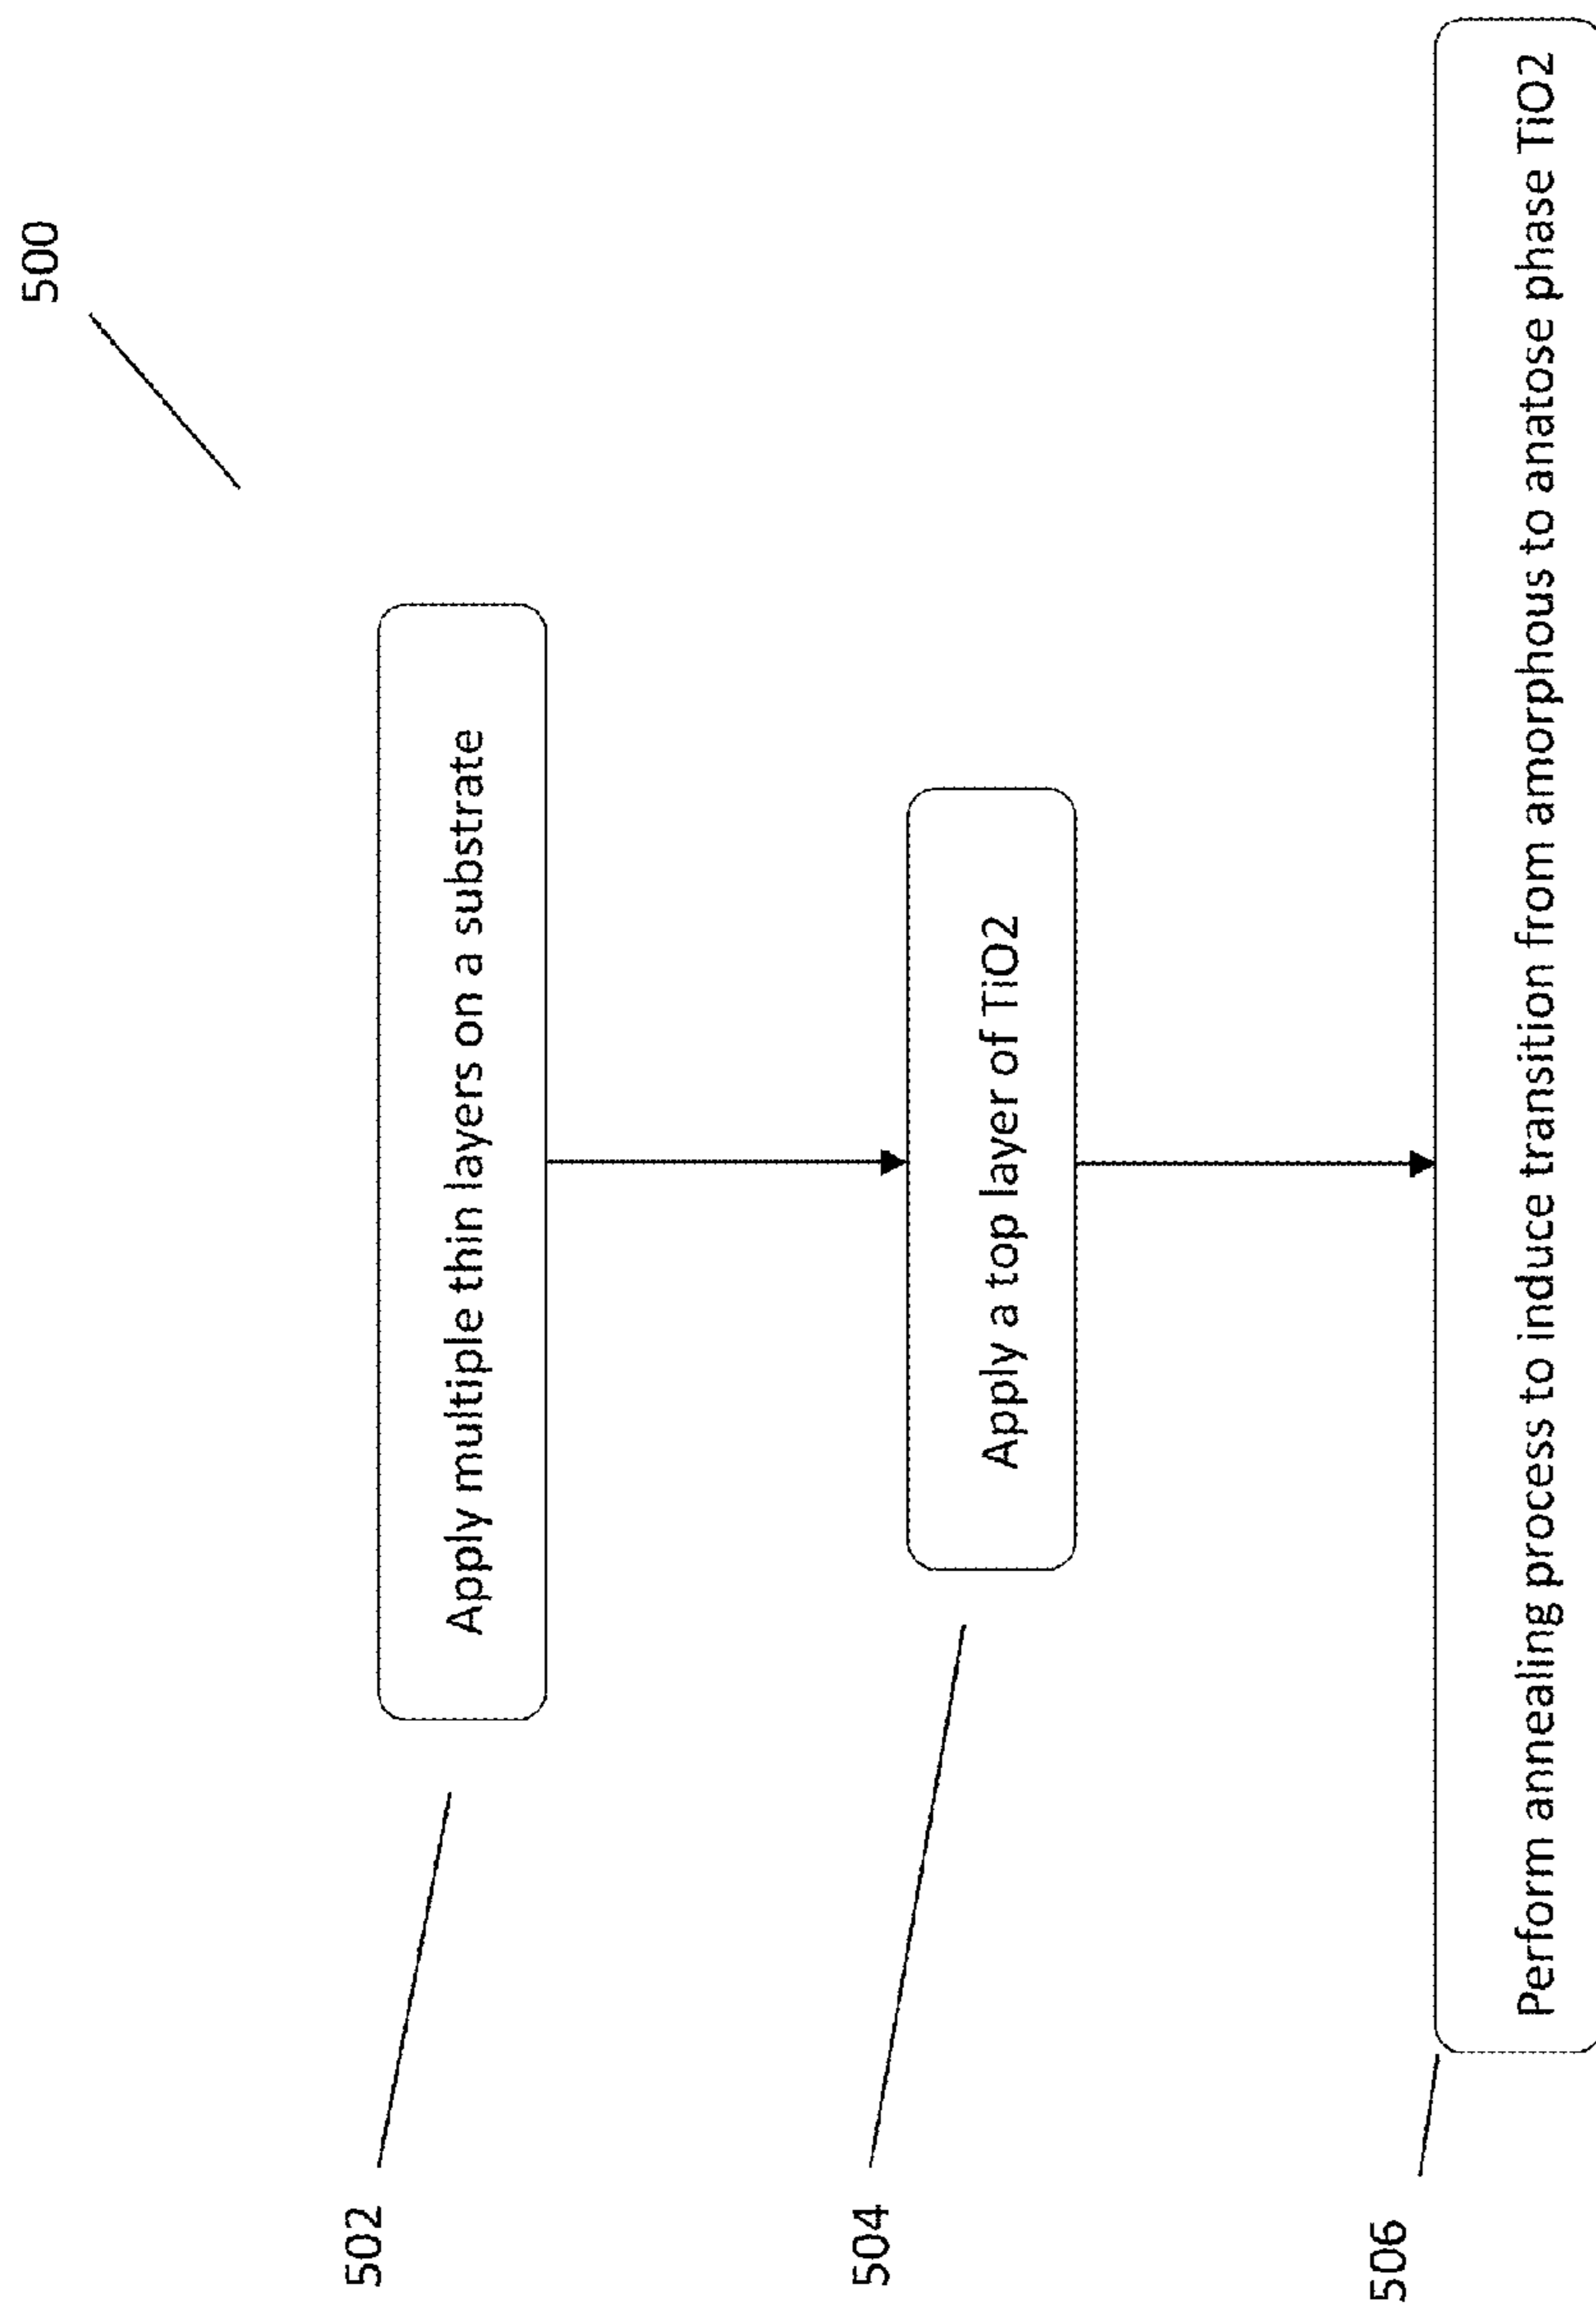 500
502
Apply multiple thin layers on a substrate
504
Apply a top layer of TiO2
506
Perform annealing process to induce transition from amorphous to anatose phase TiO2